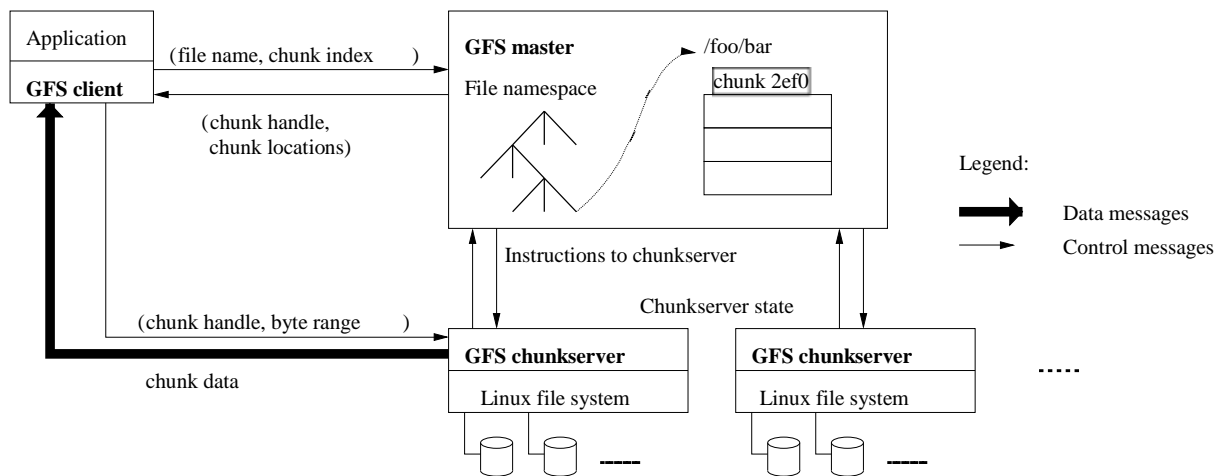 Application
GFS client
(file name, chunk index )
(chunk handle,
chunk locations)
GFS master
File namespace
/foo/bar
chunk 2ef0
Legend:
Data messages
Control messages
Instructions to chunkserver
Chunkserver state
(chunk handle, byte range )
chunk data
GFS chunkserver
Linux file system
GFS chunkserver
Linux file system